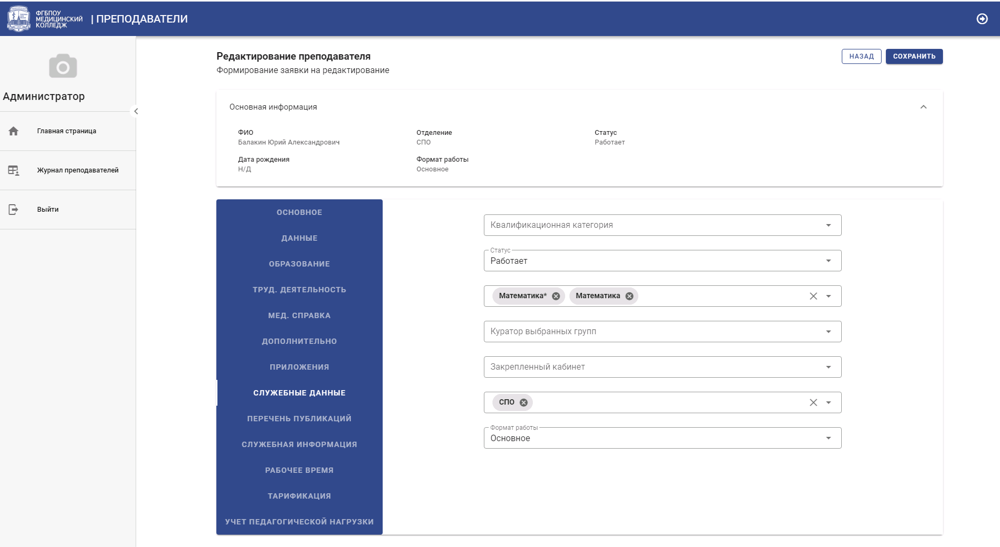 ФГБПОУ
МЕДИЦИНСКИЙ
КОЛЛЕДЖ
| ПРЕПОДАВАТЕЛИ
Администратор
Главная страница
Журнал преподавателей
Выйти
Редактирование преподавателя
Формирование заявки на редактирование
НАЗАД
СОХРАНИТЬ
Основная информация
ФИО
Балакин Юрий Александрович
Отделение
СПО
Статус
Работает
Дата рождения
Н/Д
Формат работы
Основное
ОСНОВНОЕ
ДАННЫЕ
ОБРАЗОВАНИЕ
ТРУД. ДЕЯТЕЛЬНОСТЬ
МЕД. СПРАВКА
ДОПОЛНИТЕЛЬНО
ПРИЛОЖЕНИЯ
СЛУЖЕБНЫЕ ДАННЫЕ
ПЕРЕЧЕНЬ ПУБЛИКАЦИЙ
СЛУЖЕБНАЯ ИНФОРМАЦИЯ
РАБОЧЕЕ ВРЕМЯ
ТАРИФИКАЦИЯ
УЧЕТ ПЕДАГОГИЧЕСКОЙ НАГРУЗКИ
Квалификационная категория
Статус
Работает
Математика* Математика
Куратор выбранных групп
Закрепленный кабинет
СПО
Формат работы
Основное